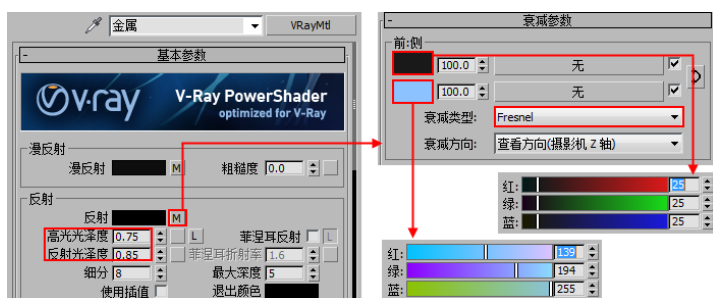 金属 VRayMtl
- 基本参数
v·ray V-Ray PowerShader
optimized for V-Ray
漫反射
漫反射 M 粗糙度 0.0
反射
反射 M
高光光泽度 0.75 L 菲涅耳反射 L
反射光泽度 0.85 菲涅耳折射率 1.6
细分 8 最大深度 5
使用插值 退出颜色
- 衰减参数
前:侧
100.0 无
100.0 无
衰减类型: Fresnel
衰减方向: 查看方向(摄影机 Z 轴)
红: 25
绿: 25
蓝: 25
红: 139
绿: 194
蓝: 255